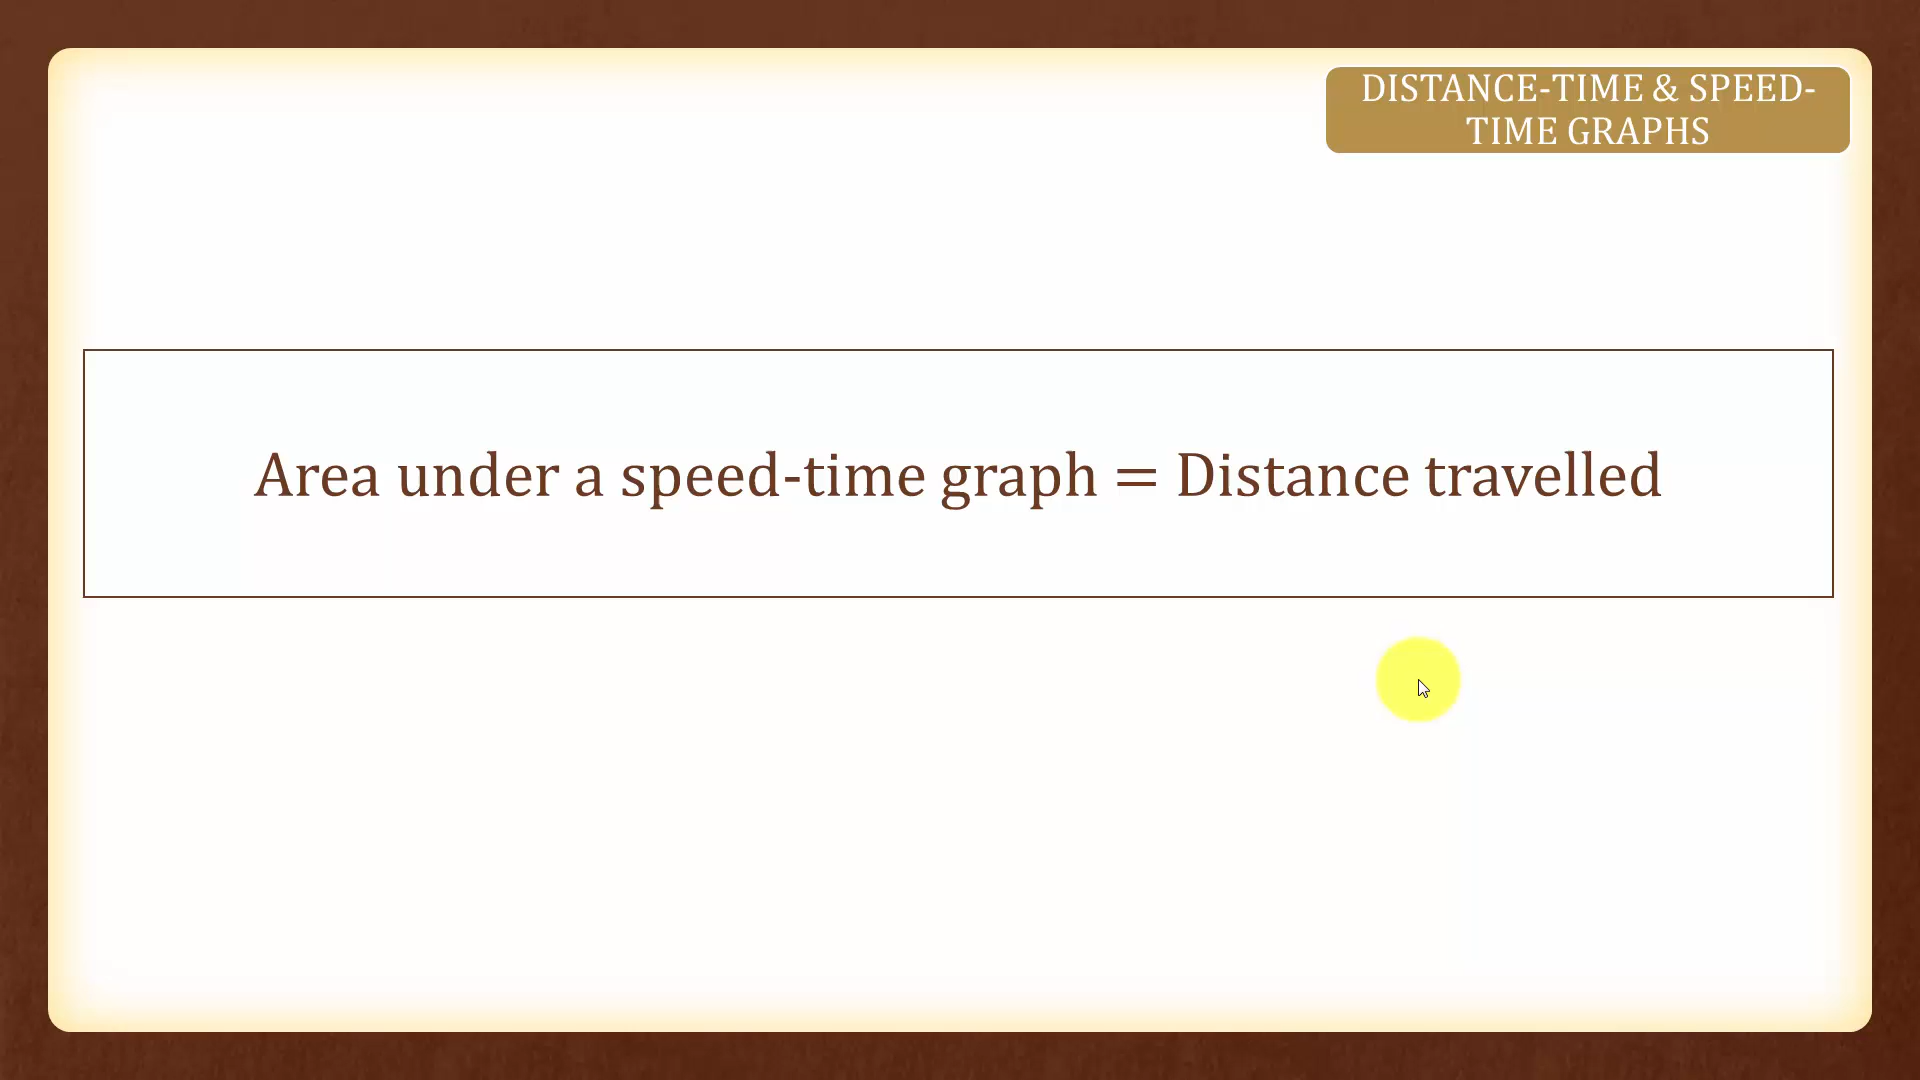 DISTANCE-TIME & SPEED-
TIME GRAPHS
Area under a speed-time graph = Distance travelled